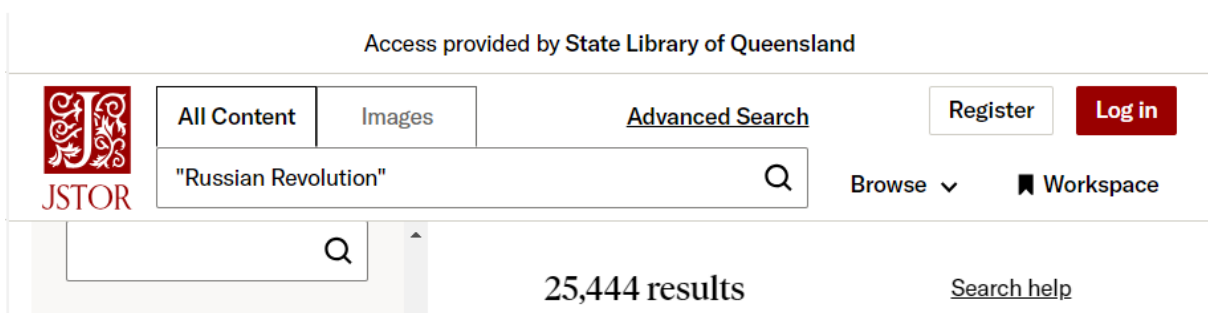 Access provided by State Library of Queensland
All Content Images Advanced Search Register Log in
"Russian Revolution"
JSTOR Browse Workspace
25,444 results Search help